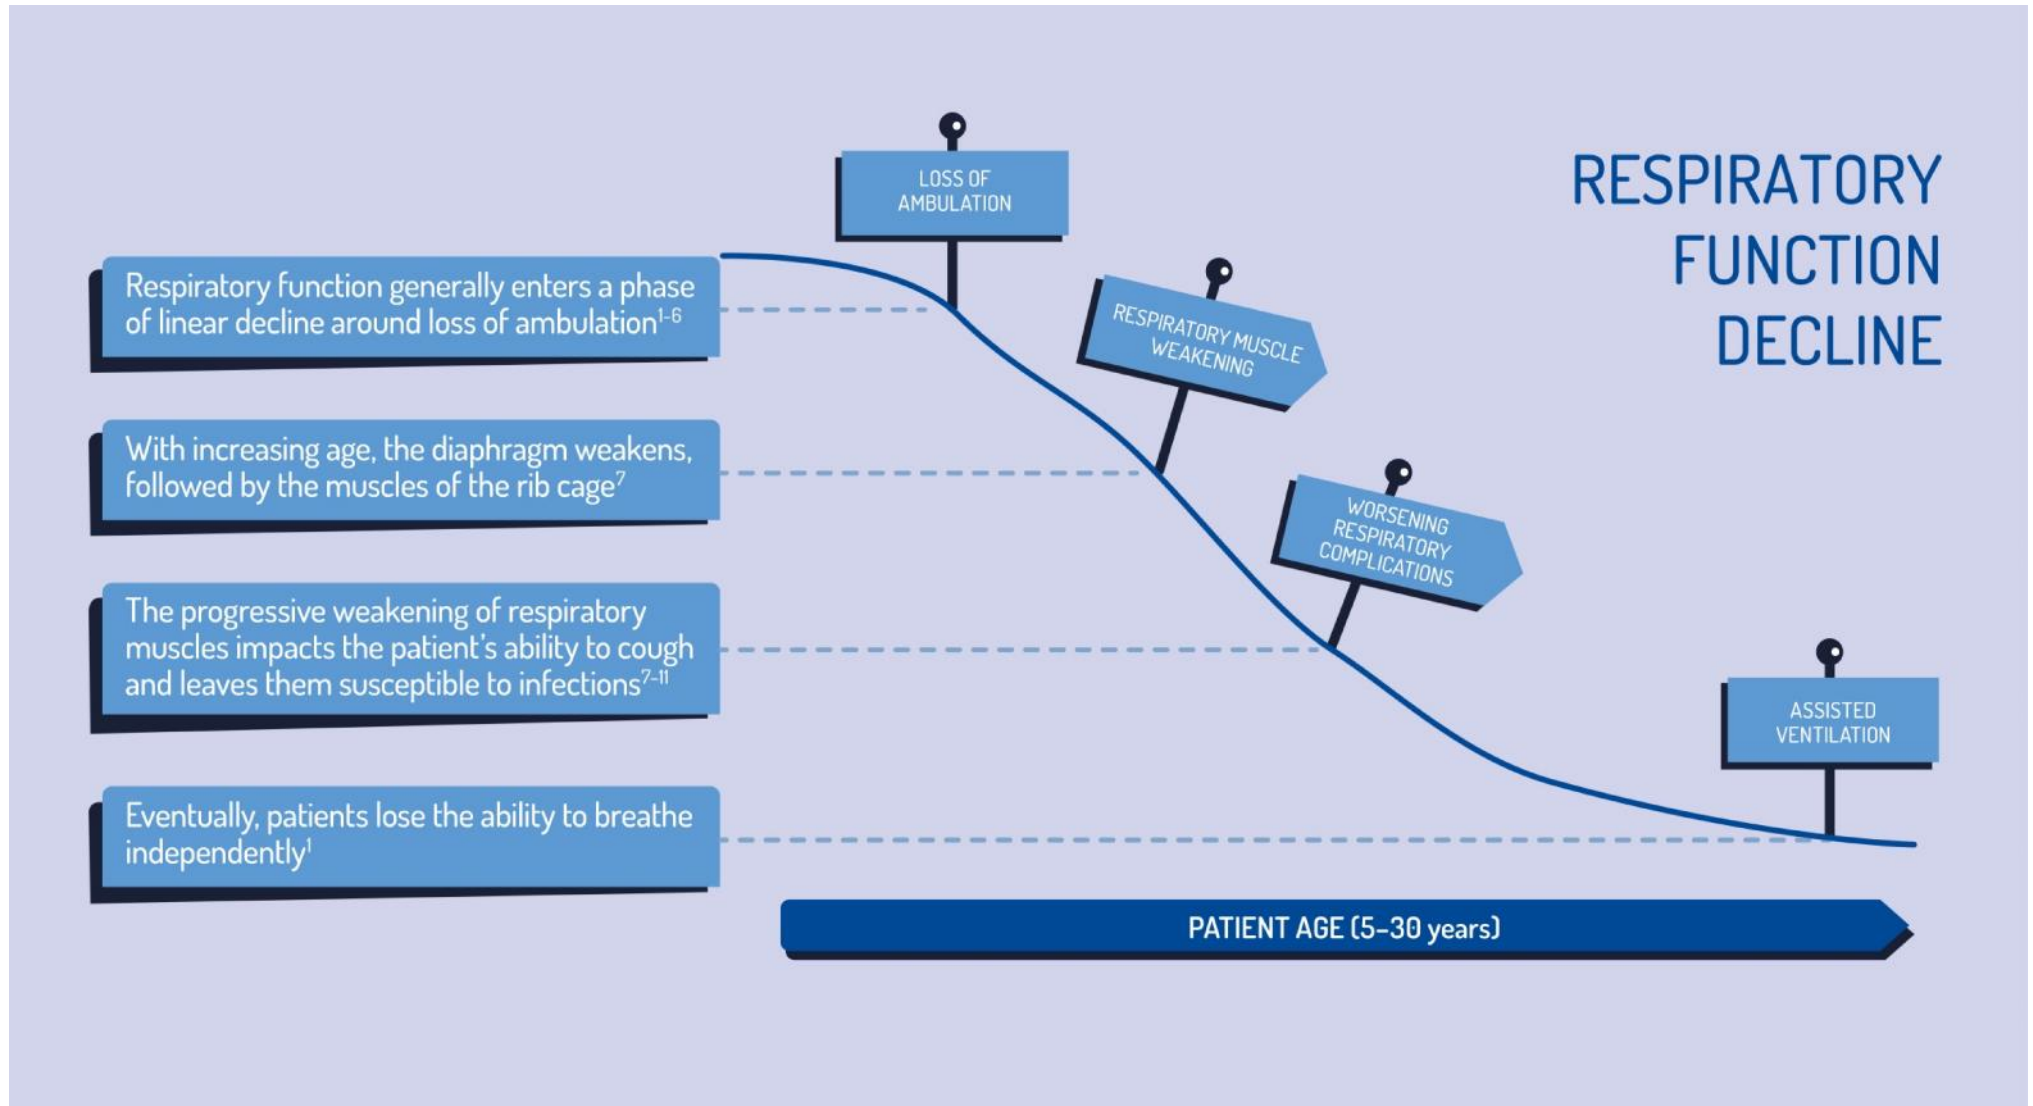 RESPIRATORY
FUNCTION
DECLINE
LOSS OF
AMBULATION
Respiratory function generally enters a phase
of linear decline around loss of ambulation¹⁻⁶
RESPIRATORY MUSCLE
WEAKENING
With increasing age, the diaphragm weakens,
followed by the muscles of the rib cage⁷
WORSENING
RESPIRATORY
COMPLICATIONS
The progressive weakening of respiratory
muscles impacts the patient's ability to cough
and leaves them susceptible to infections⁷⁻¹¹
ASSISTED
VENTILATION
Eventually, patients lose the ability to breathe
independently¹
PATIENT AGE (5–30 years)